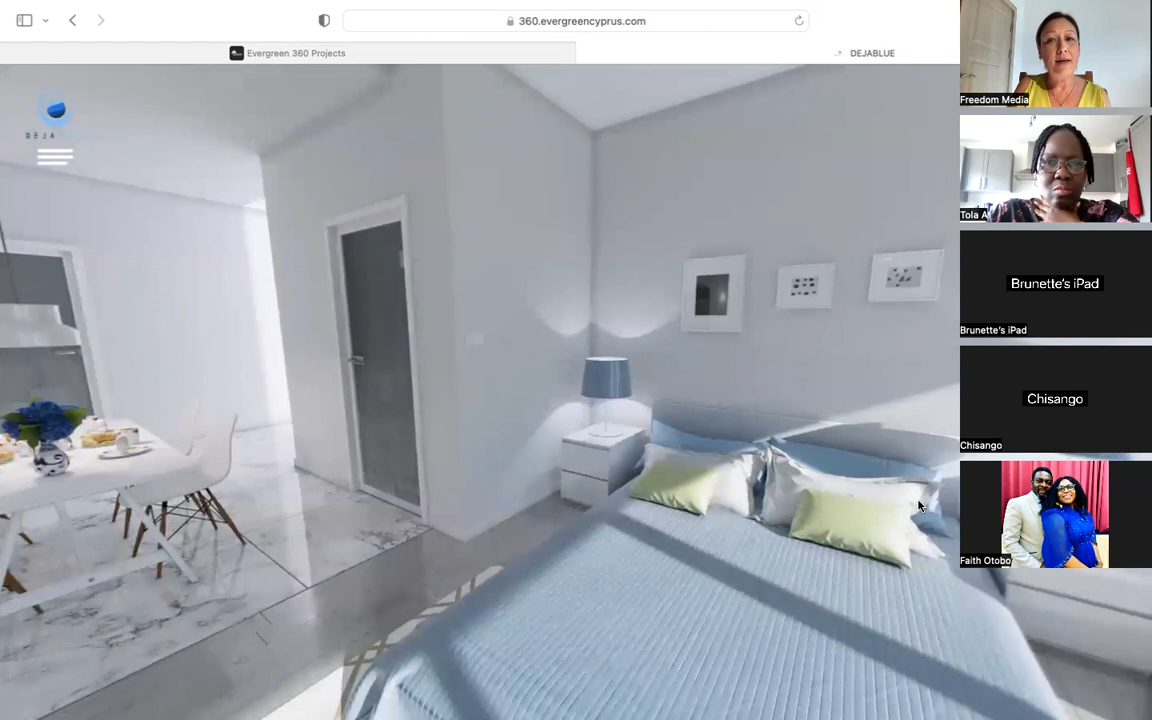 360.evergreencyprus.com
Evergreen 360 Projects
DEJABLUE
DEJA
Freedom Media
Tola A
Brunette's iPad
Brunette's iPad
Chisango
Chisango
Faith Otobo